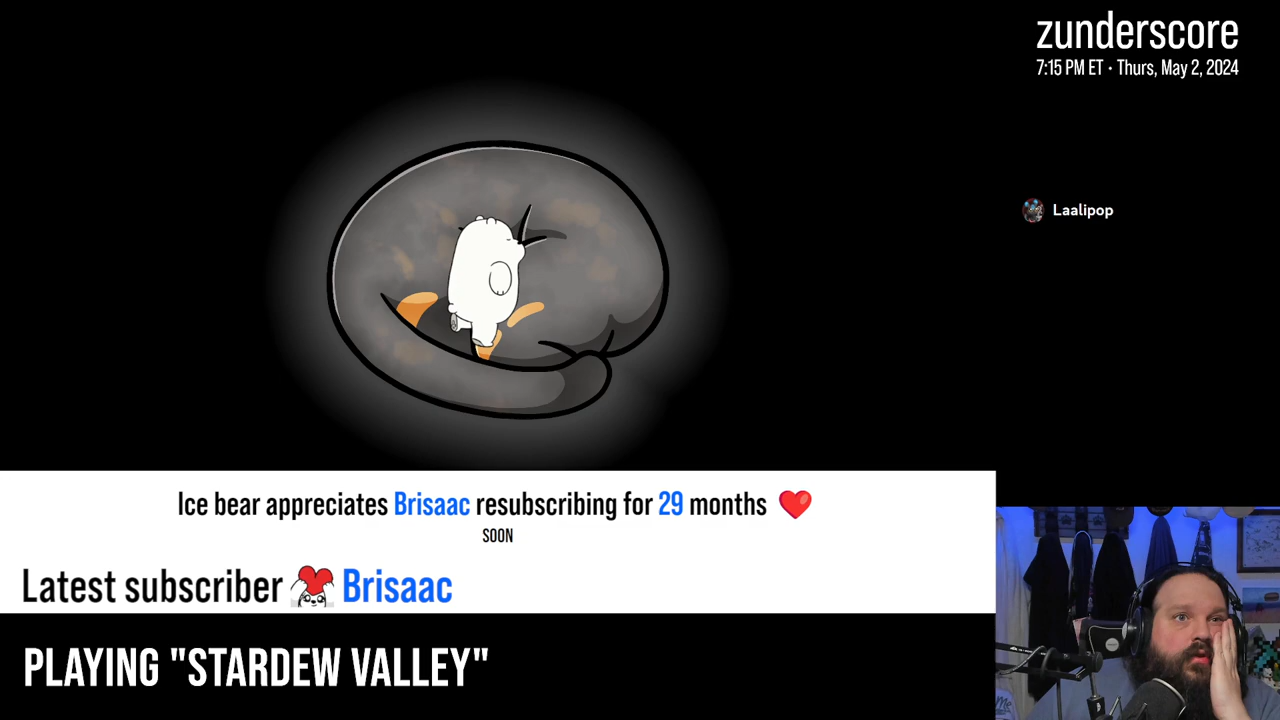 zunderscore
7:15 PM ET · Thurs, May 2, 2024
Laalipop
Ice bear appreciates Brisaac resubscribing for 29 months ❤️
SOON
Latest subscriber Brisaac
PLAYING "STARDEW VALLEY"